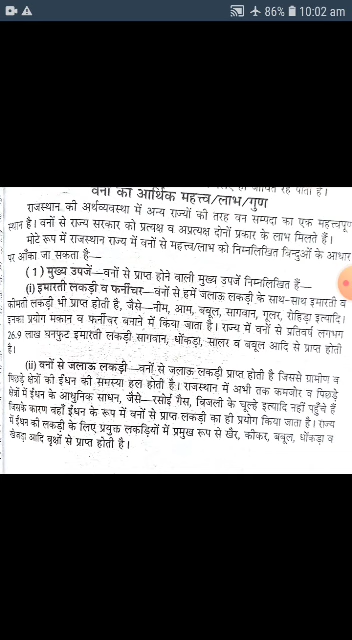 86% 10:02 am
वनों का आर्थिक महत्त्व/लाभ/गुण
राजस्थान की अर्थव्यवस्था में अन्य राज्यों की तरह वन सम्पदा का एक महत्त्वपूर्ण
स्थान है। वनों से राज्य सरकार को प्रत्यक्ष व अप्रत्यक्ष दोनों प्रकार के लाभ मिलते हैं।
मोटे रूप में राजस्थान राज्य में वनों से महत्त्व/लाभ को निम्नलिखित बिन्दुओं के आधार
पर आँका जा सकता है—
(1) मुख्य उपजें—वनों से प्राप्त होने वाली मुख्य उपजें निम्नलिखित हैं—
(i) इमारती लकड़ी व फर्नीचर—वनों से हमें जलाऊ लकड़ी के साथ-साथ इमारती व
कीमती लकड़ी भी प्राप्त होती है, जैसे—नीम, आम, बबूल, सागवान, गूलर, रोहिड़ा इत्यादि।
इनका प्रयोग मकान व फर्नीचर बनाने में किया जाता है। राज्य में वनों से प्रतिवर्ष लगभग
26.9 लाख घनफुट इमारती लकड़ी सागवान, धोंकड़ा, सालर व बबूल आदि से प्राप्त होती
है।
(ii) वनों से जलाऊ लकड़ी—वनों से जलाऊ लकड़ी प्राप्त होती है जिससे ग्रामीण व
पिछड़े क्षेत्रों की ईंधन की समस्या हल होती है। राजस्थान में अभी तक कमजोर व पिछड़े
क्षेत्रों में ईंधन के आधुनिक साधन, जैसे—रसोई गैस, बिजली के चूल्हे इत्यादि नहीं पहुँचे हैं
जिसके कारण वहाँ ईंधन के रूप में वनों से प्राप्त लकड़ी का ही प्रयोग किया जाता है। राज्य
में ईंधन की लकड़ी के लिए प्रयुक्त लकड़ियों में प्रमुख रूप से खैर, कीकर, बबूल, धोंकड़ा व
खेजड़ा आदि वृक्षों से प्राप्त होती है।